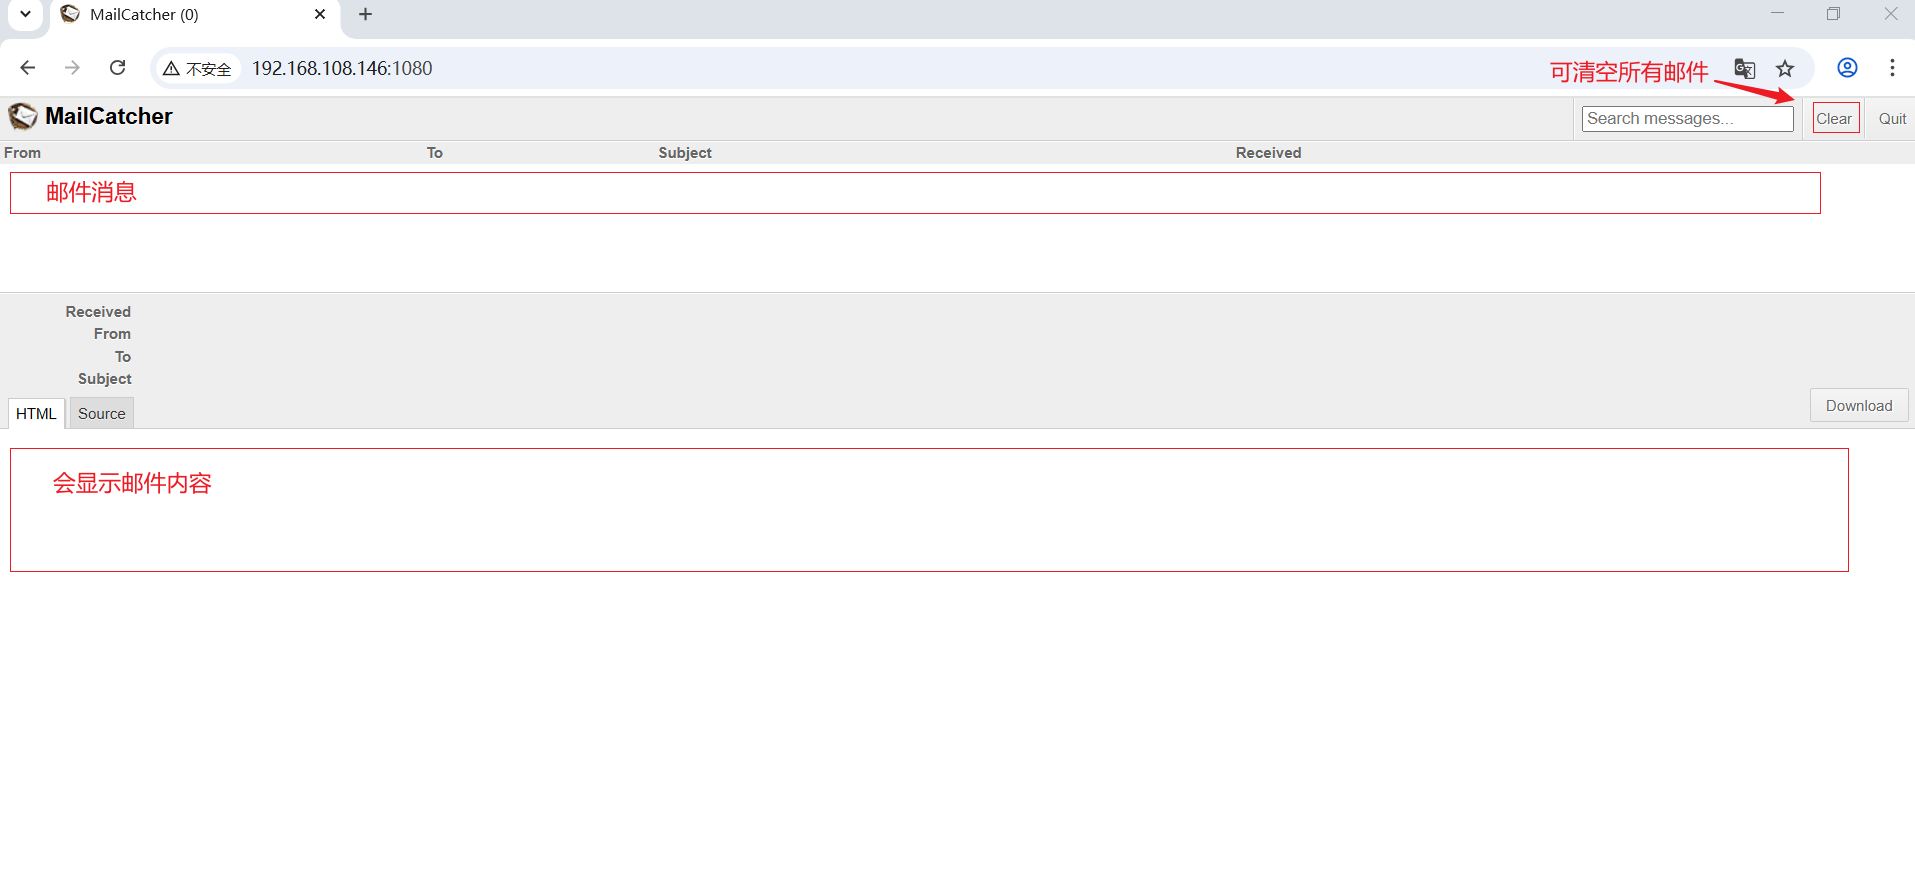 MailCatcher (0)
不安全 192.168.108.146:1080
可清空所有邮件
MailCatcher
Search messages...
Clear
Quit
From To Subject Received
邮件消息
Received
From
To
Subject
HTML Source
Download
会显示邮件内容